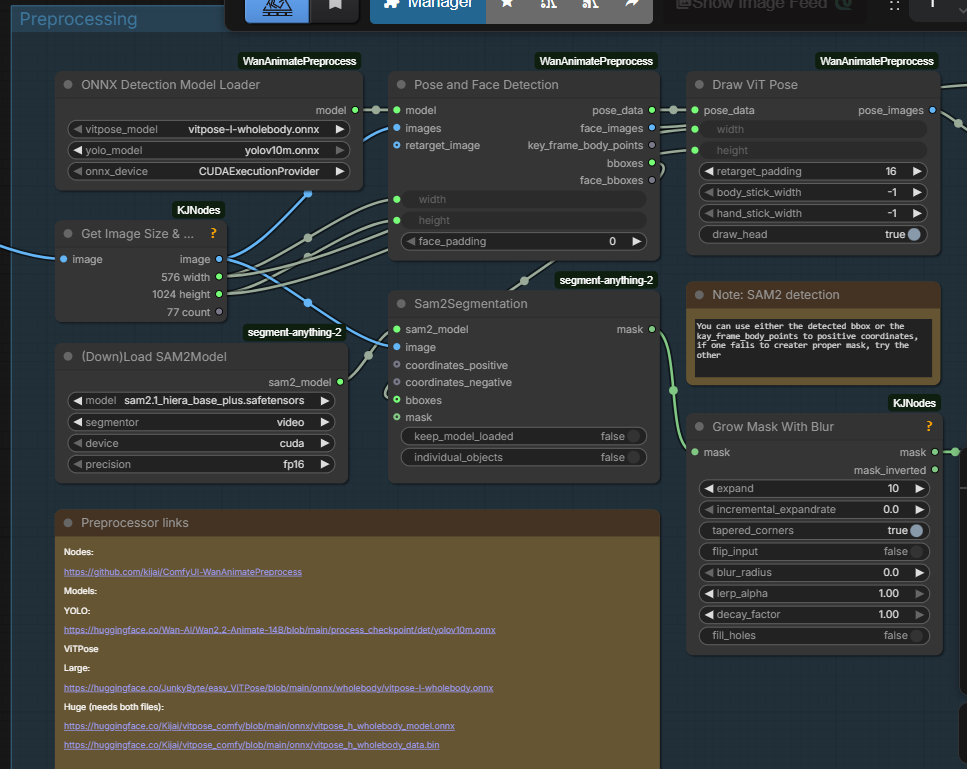 Preprocessing
Manager
Show Image Feed
WanAnimatePreprocess
ONNX Detection Model Loader
model
vitpose_model vitpose-l-wholebody.onnx
yolo_model yolov10m.onnx
onnx_device CUDAExecutionProvider
WanAnimatePreprocess
Pose and Face Detection
model pose_data
images face_images
retarget_image key_frame_body_points
bboxes
face_bboxes
width
height
face_padding 0
WanAnimatePreprocess
Draw ViT Pose
pose_data pose_images
width
height
retarget_padding 16
body_stick_width -1
hand_stick_width -1
draw_head true
KJNodes
Get Image Size & ... ?
image image
576 width
1024 height
77 count
segment-anything-2
(Down)Load SAM2Model
sam2_model
model sam2.1_hiera_base_plus.safetensors
segmentor video
device cuda
precision fp16
segment-anything-2
Sam2Segmentation
sam2_model mask
image
coordinates_positive
coordinates_negative
bboxes
mask
keep_model_loaded false
individual_objects false
Note: SAM2 detection
You can use either the detected bbox or the
kay_frame_body_points to positive coordinates,
if one fails to creater proper mask, try the
other
KJNodes
Grow Mask With Blur ?
mask mask
mask_inverted
expand 10
incremental_expandrate 0.0
tapered_corners true
flip_input false
blur_radius 0.0
lerp_alpha 1.00
decay_factor 1.00
fill_holes false
Preprocessor links
Nodes:
https://github.com/kijai/ComfyUI-WanAnimatePreprocess
Models:
YOLO:
https://huggingface.co/Wan-AI/Wan2.2-Animate-14B/blob/main/process_checkpoint/det/yolov10m.onnx
ViTPose
Large:
https://huggingface.co/JunkyByte/easy_ViTPose/blob/main/onnx/wholebody/vitpose-l-wholebody.onnx
Huge (needs both files):
https://huggingface.co/Kijai/vitpose_comfy/blob/main/onnx/vitpose_h_wholebody_model.onnx
https://huggingface.co/Kijai/vitpose_comfy/blob/main/onnx/vitpose_h_wholebody_data.bin